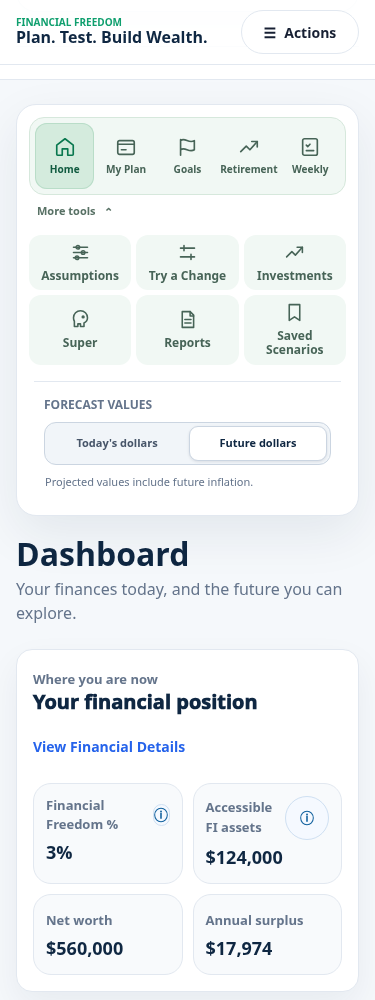 FINANCIAL FREEDOM
Plan. Test. Build Wealth.
☰ Actions
Home
My Plan
Goals
Retirement
Weekly
More tools ⌃
Assumptions
Try a Change
Investments
Super
Reports
Saved
Scenarios
FORECAST VALUES
Today's dollars
Future dollars
Projected values include future inflation.
Dashboard
Your finances today, and the future you can
explore.
Where you are now
Your financial position
View Financial Details
Financial
Freedom %
ⓘ
3%
Accessible
FI assets
ⓘ
$124,000
Net worth
$560,000
Annual surplus
$17,974